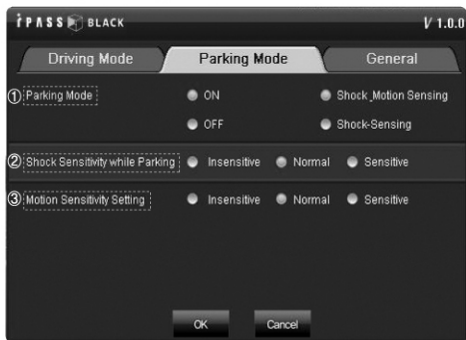 iPASS BLACK V 1.0.0
Driving Mode Parking Mode General
① Parking Mode ON Shock_Motion Sensing
OFF Shock-Sensing
② Shock Sensitivity while Parking Insensitive Normal Sensitive
③ Motion Sensitivity Setting Insensitive Normal Sensitive
OK Cancel